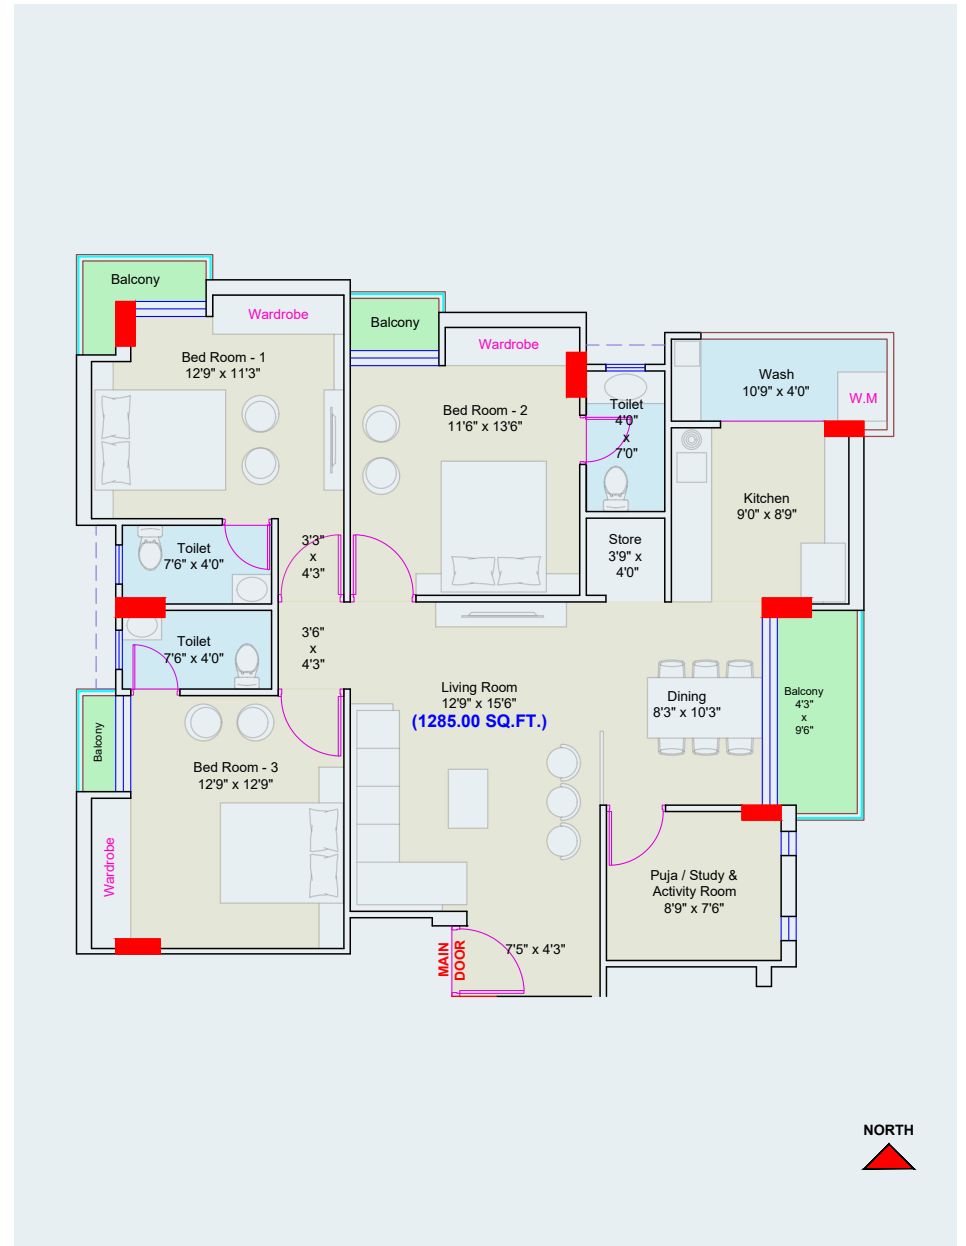 Balcony
Wardrobe
Balcony
Wardrobe
Bed Room - 1
12'9" x 11'3"
Wash
10'9" x 4'0"
W.M
Bed Room - 2
11'6" x 13'6"
Toilet
4'0"
x
7'0"
Kitchen
9'0" x 8'9"
Toilet
7'6" x 4'0"
3'3"
x
4'3"
Store
3'9" x
4'0"
Toilet
7'6" x 4'0"
3'6"
x
4'3"
Living Room
12'9" x 15'6"
(1285.00 SQ.FT.)
Dining
8'3" x 10'3"
Balcony
4'3"
x
9'6"
Balcony
Bed Room - 3
12'9" x 12'9"
Wardrobe
Puja / Study &
Activity Room
8'9" x 7'6"
MAIN
DOOR
7'5" x 4'3"
NORTH